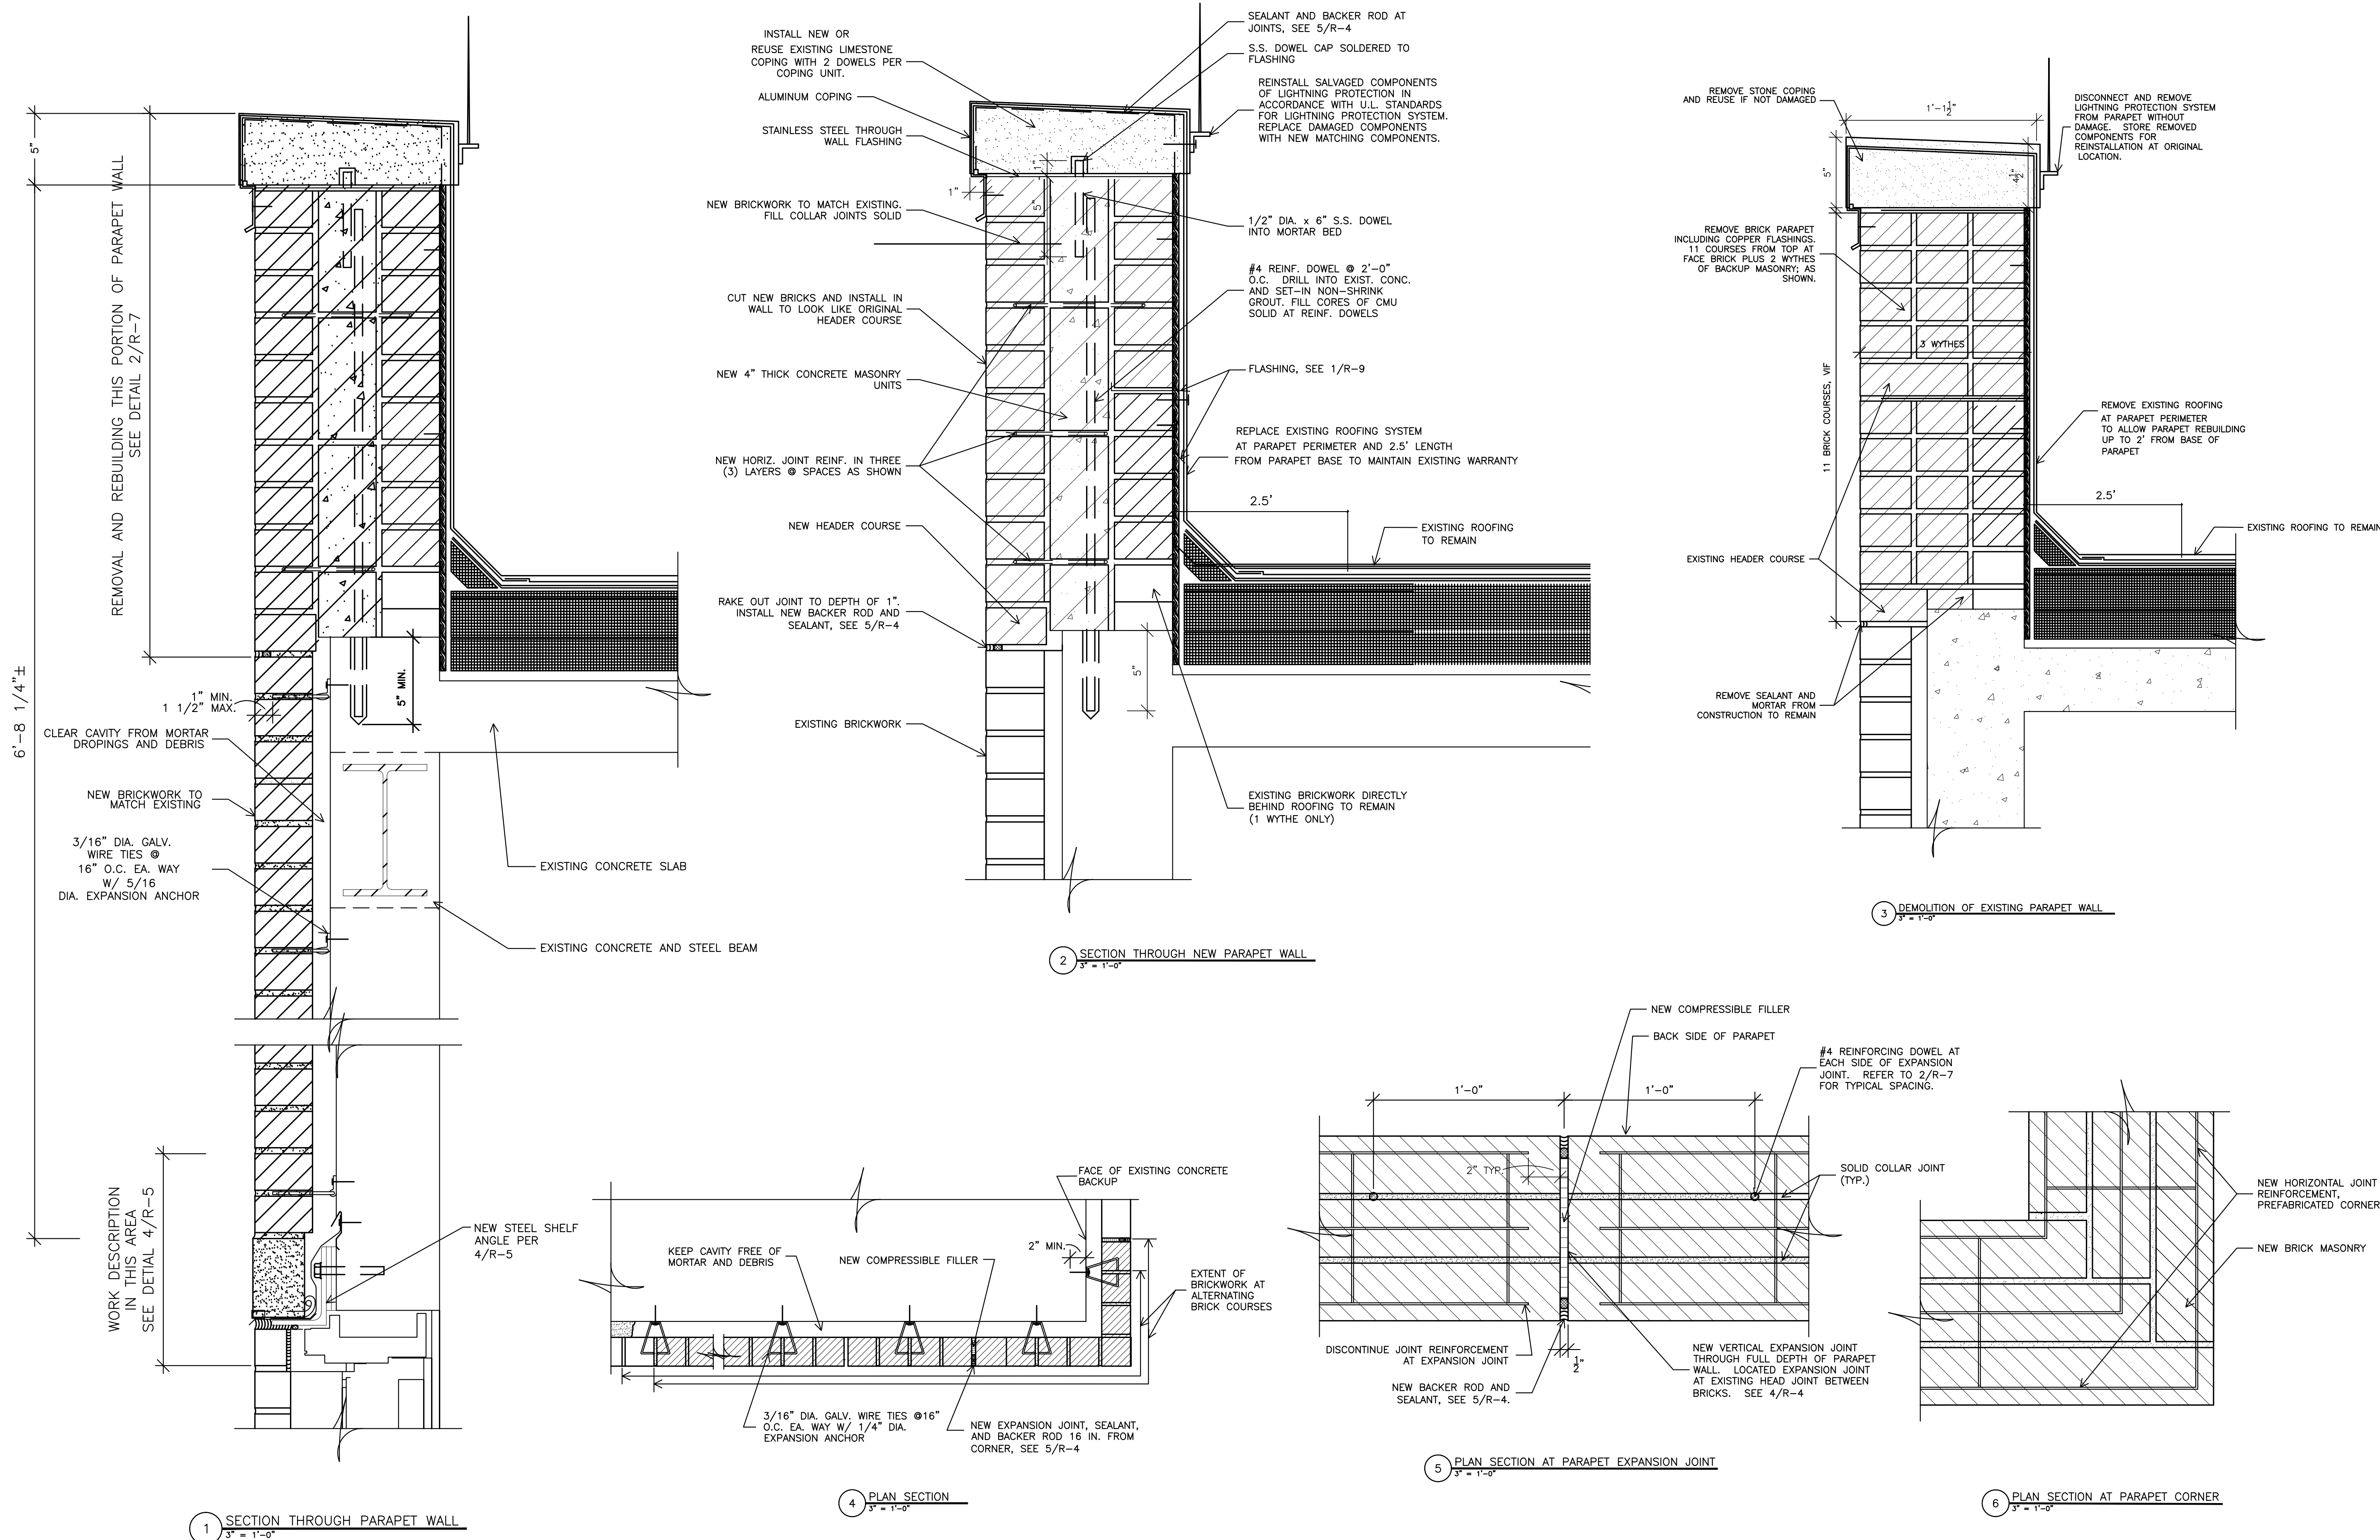 5"
6'-8 1/4"±
REMOVAL AND REBUILDING THIS PORTION OF PARAPET WALL
SEE DETAIL 2/R-7
1" MIN.
1 1/2" MAX.
5" MIN.
CLEAR CAVITY FROM MORTAR
DROPINGS AND DEBRIS
NEW BRICKWORK TO
MATCH EXISTING
3/16" DIA. GALV.
WIRE TIES @
16" O.C. EA. WAY
W/ 5/16
DIA. EXPANSION ANCHOR
EXISTING CONCRETE SLAB
EXISTING CONCRETE AND STEEL BEAM
WORK DESCRIPTION
IN THIS AREA
SEE DETIAL 4/R-5
NEW STEEL SHELF
ANGLE PER
4/R-5
1
SECTION THROUGH PARAPET WALL
3" = 1'-0"
INSTALL NEW OR
REUSE EXISTING LIMESTONE
COPING WITH 2 DOWELS PER
COPING UNIT.
ALUMINUM COPING
STAINLESS STEEL THROUGH
WALL FLASHING
1"
5"
NEW BRICKWORK TO MATCH EXISTING.
FILL COLLAR JOINTS SOLID
CUT NEW BRICKS AND INSTALL IN
WALL TO LOOK LIKE ORIGINAL
HEADER COURSE
NEW 4" THICK CONCRETE MASONRY
UNITS
NEW HORIZ. JOINT REINF. IN THREE
(3) LAYERS @ SPACES AS SHOWN
NEW HEADER COURSE
RAKE OUT JOINT TO DEPTH OF 1".
INSTALL NEW BACKER ROD AND
SEALANT, SEE 5/R-4
EXISTING BRICKWORK
SEALANT AND BACKER ROD AT
JOINTS, SEE 5/R-4
S.S. DOWEL CAP SOLDERED TO
FLASHING
REINSTALL SALVAGED COMPONENTS
OF LIGHTNING PROTECTION IN
ACCORDANCE WITH U.L. STANDARDS
FOR LIGHTNING PROTECTION SYSTEM.
REPLACE DAMAGED COMPONENTS
WITH NEW MATCHING COMPONENTS.
1/2" DIA. x 6" S.S. DOWEL
INTO MORTAR BED
#4 REINF. DOWEL @ 2'-0"
O.C. DRILL INTO EXIST. CONC.
AND SET-IN NON-SHRINK
GROUT. FILL CORES OF CMU
SOLID AT REINF. DOWELS
FLASHING, SEE 1/R-9
REPLACE EXISTING ROOFING SYSTEM
AT PARAPET PERIMETER AND 2.5' LENGTH
FROM PARAPET BASE TO MAINTAIN EXISTING WARRANTY
2.5'
EXISTING ROOFING
TO REMAIN
5"
EXISTING BRICKWORK DIRECTLY
BEHIND ROOFING TO REMAIN
(1 WYTHE ONLY)
2
SECTION THROUGH NEW PARAPET WALL
3" = 1'-0"
REMOVE STONE COPING
AND REUSE IF NOT DAMAGED
1'-1 1/2"
DISCONNECT AND REMOVE
LIGHTNING PROTECTION SYSTEM
FROM PARAPET WITHOUT
DAMAGE. STORE REMOVED
COMPONENTS FOR
REINSTALLATION AT ORIGINAL
LOCATION.
5"
4 1/2"
REMOVE BRICK PARAPET
INCLUDING COPPER FLASHINGS.
11 COURSES FROM TOP AT
FACE BRICK PLUS 2 WYTHES
OF BACKUP MASONRY; AS
SHOWN.
3 WYTHES
11 BRICK COURSES, VIF
REMOVE EXISTING ROOFING
AT PARAPET PERIMETER
TO ALLOW PARAPET REBUILDING
UP TO 2' FROM BASE OF
PARAPET
2.5'
EXISTING ROOFING TO REMAIN
EXISTING HEADER COURSE
REMOVE SEALANT AND
MORTAR FROM
CONSTRUCTION TO REMAIN
3
DEMOLITION OF EXISTING PARAPET WALL
3" = 1'-0"
FACE OF EXISTING CONCRETE
BACKUP
KEEP CAVITY FREE OF
MORTAR AND DEBRIS
NEW COMPRESSIBLE FILLER
2" MIN.
EXTENT OF
BRICKWORK AT
ALTERNATING
BRICK COURSES
3/16" DIA. GALV. WIRE TIES @16"
O.C. EA. WAY W/ 1/4" DIA.
EXPANSION ANCHOR
NEW EXPANSION JOINT, SEALANT,
AND BACKER ROD 16 IN. FROM
CORNER, SEE 5/R-4
4
PLAN SECTION
3" = 1'-0"
NEW COMPRESSIBLE FILLER
BACK SIDE OF PARAPET
#4 REINFORCING DOWEL AT
EACH SIDE OF EXPANSION
JOINT. REFER TO 2/R-7
FOR TYPICAL SPACING.
1'-0"
1'-0"
2" TYP.
SOLID COLLAR JOINT
(TYP.)
DISCONTINUE JOINT REINFORCEMENT
AT EXPANSION JOINT
1/2"
NEW BACKER ROD AND
SEALANT, SEE 5/R-4.
NEW VERTICAL EXPANSION JOINT
THROUGH FULL DEPTH OF PARAPET
WALL. LOCATED EXPANSION JOINT
AT EXISTING HEAD JOINT BETWEEN
BRICKS. SEE 4/R-4
5
PLAN SECTION AT PARAPET EXPANSION JOINT
3" = 1'-0"
NEW HORIZONTAL JOINT
REINFORCEMENT,
PREFABRICATED CORNER
NEW BRICK MASONRY
6
PLAN SECTION AT PARAPET CORNER
3" = 1'-0"